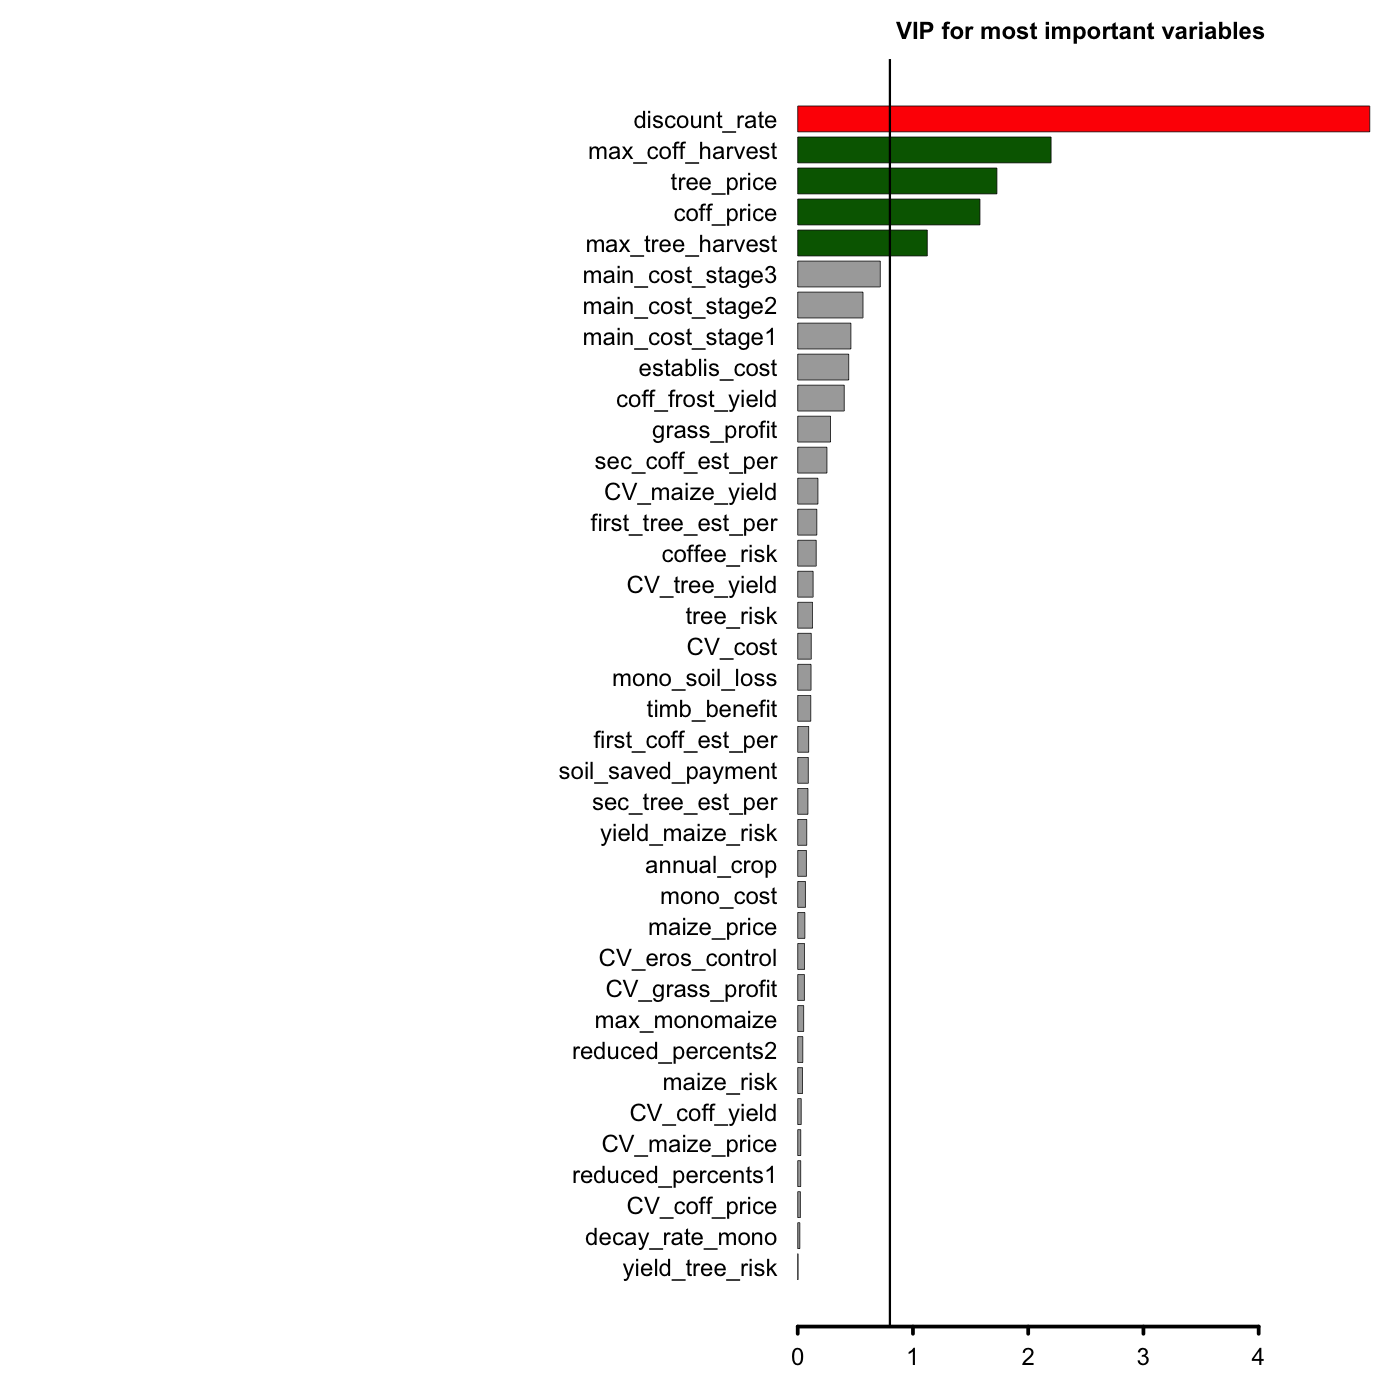 VIP for most important variables
discount_rate
max_coff_harvest
tree_price
coff_price
max_tree_harvest
main_cost_stage3
main_cost_stage2
main_cost_stage1
establis_cost
coff_frost_yield
grass_profit
sec_coff_est_per
CV_maize_yield
first_tree_est_per
coffee_risk
CV_tree_yield
tree_risk
CV_cost
mono_soil_loss
timb_benefit
first_coff_est_per
soil_saved_payment
sec_tree_est_per
yield_maize_risk
annual_crop
mono_cost
maize_price
CV_eros_control
CV_grass_profit
max_monomaize
reduced_percents2
maize_risk
CV_coff_yield
CV_maize_price
reduced_percents1
CV_coff_price
decay_rate_mono
yield_tree_risk
0 1 2 3 4